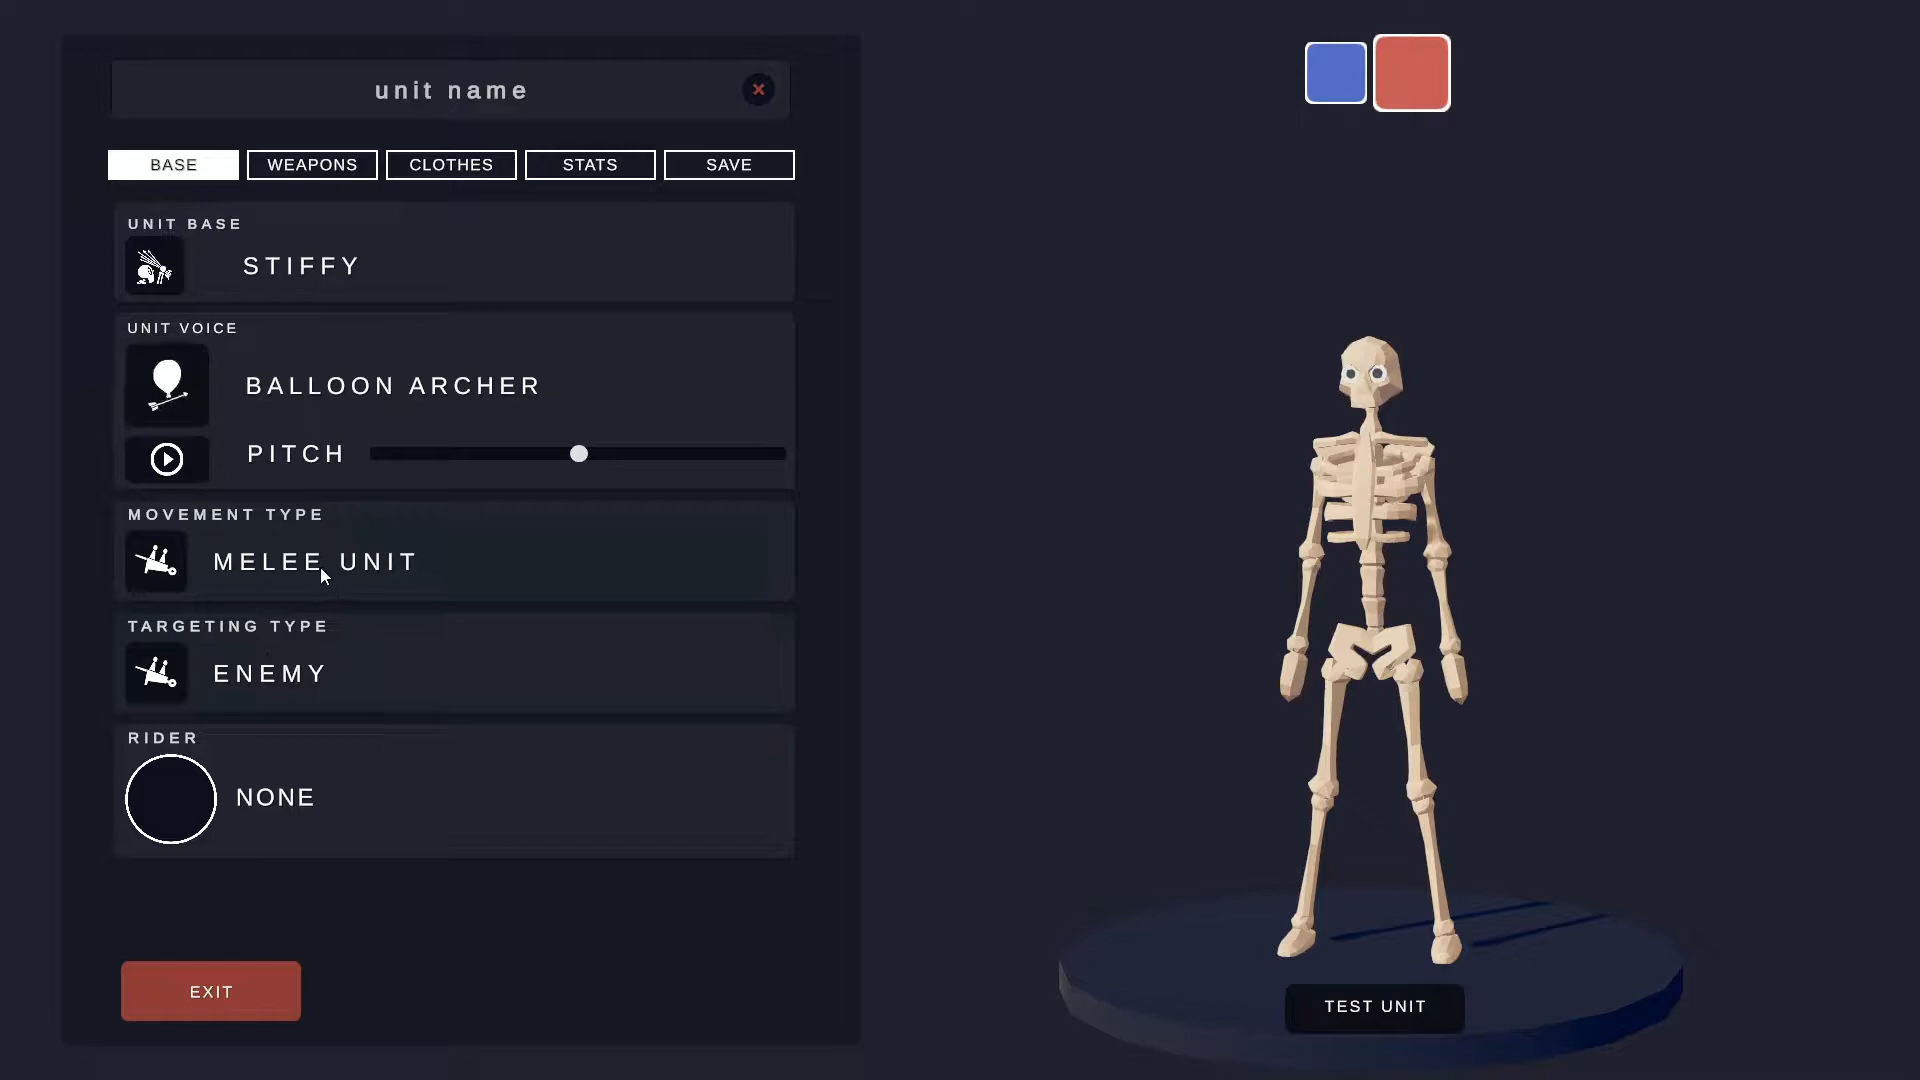 unit name
BASE WEAPONS CLOTHES STATS SAVE
UNIT BASE
STIFFY
UNIT VOICE
BALLOON ARCHER
PITCH
MOVEMENT TYPE
MELEE UNIT
TARGETING TYPE
ENEMY
RIDER
NONE
EXIT
TEST UNIT